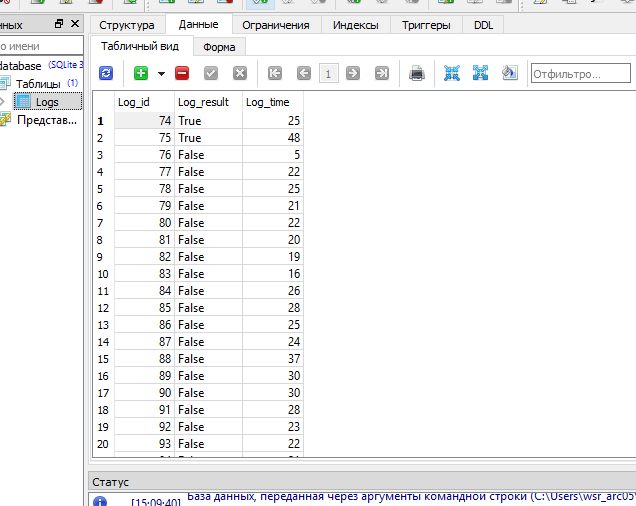 Структура Данные Ограничения Индексы Триггеры DDL
нных
Табличный вид Форма
по имени
database (SQLite 3
Таблицы (1)
1
Отфильтро...
Logs
Представ...
Log_id Log_result Log_time
1 74 True 25
2 75 True 48
3 76 False 5
4 77 False 22
5 78 False 25
6 79 False 21
7 80 False 22
8 81 False 20
9 82 False 19
10 83 False 16
11 84 False 26
12 85 False 28
13 86 False 25
14 87 False 24
15 88 False 37
16 89 False 30
17 90 False 30
18 91 False 28
19 92 False 23
20 93 False 22
Статус
[15:09:40] База данных, переданная через аргументы командной строки (C:\Users\wsr_arc05\